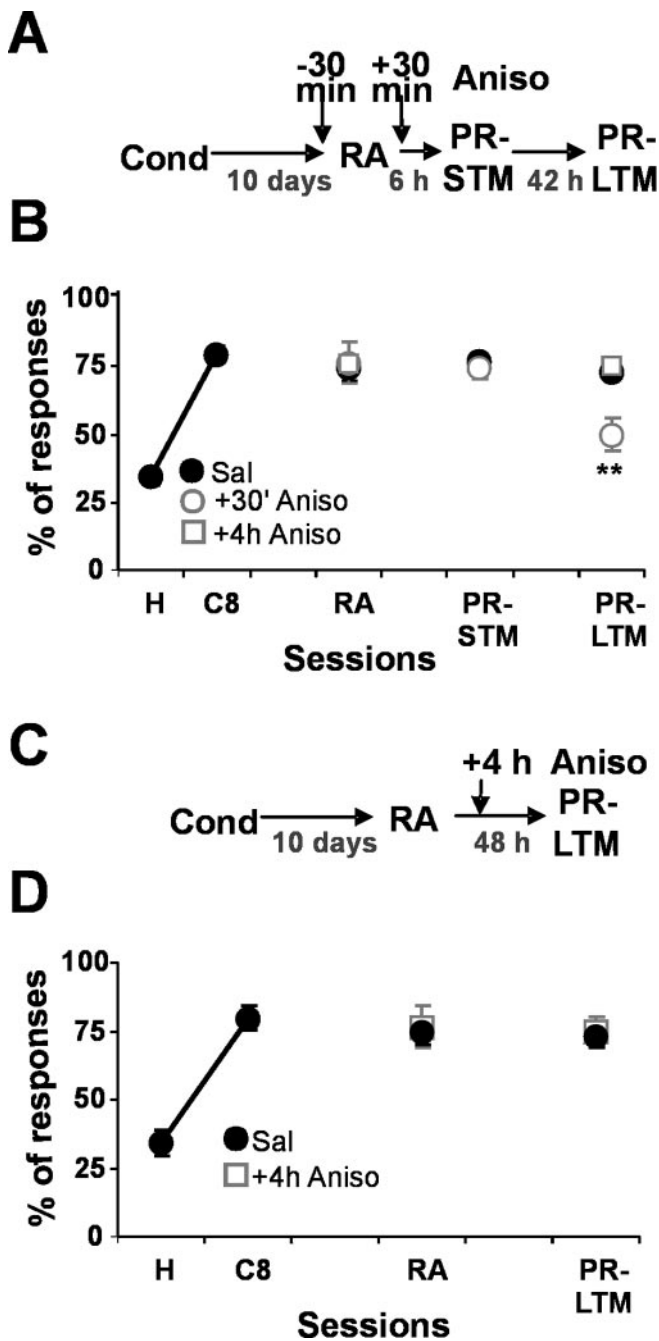 A
-30 +30 Aniso
min min
Cond RA PR-STM PR-LTM
10 days 6 h 42 h
B
% of responses
100
75
50
25
0
Sal
+30' Aniso
+4h Aniso
**
H C8 RA PR-STM PR-LTM
Sessions
C
+4 h Aniso
Cond RA PR-LTM
10 days 48 h
D
% of responses
100
75
50
25
0
Sal
+4h Aniso
H C8 RA PR-LTM
Sessions